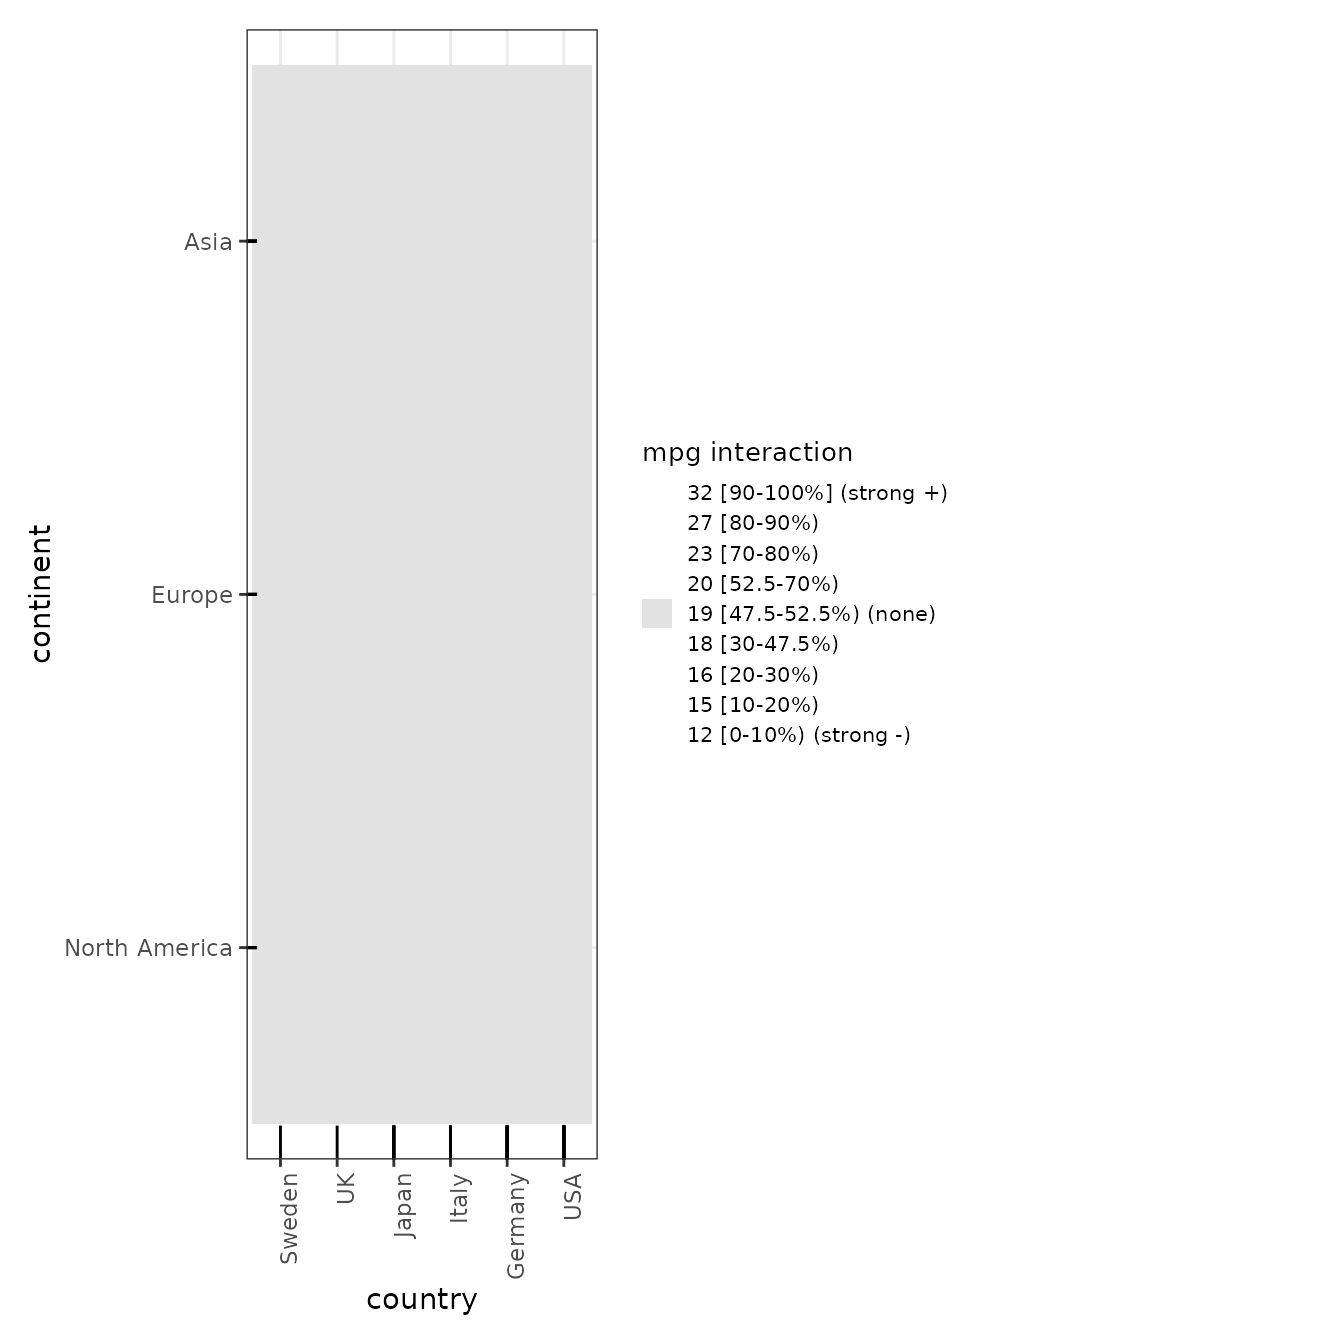 continent
Asia
Europe
North America
Sweden
UK
Japan
Italy
Germany
USA
country
mpg interaction
32 [90-100%] (strong +)
27 [80-90%)
23 [70-80%)
20 [52.5-70%)
19 [47.5-52.5%) (none)
18 [30-47.5%)
16 [20-30%)
15 [10-20%)
12 [0-10%) (strong -)